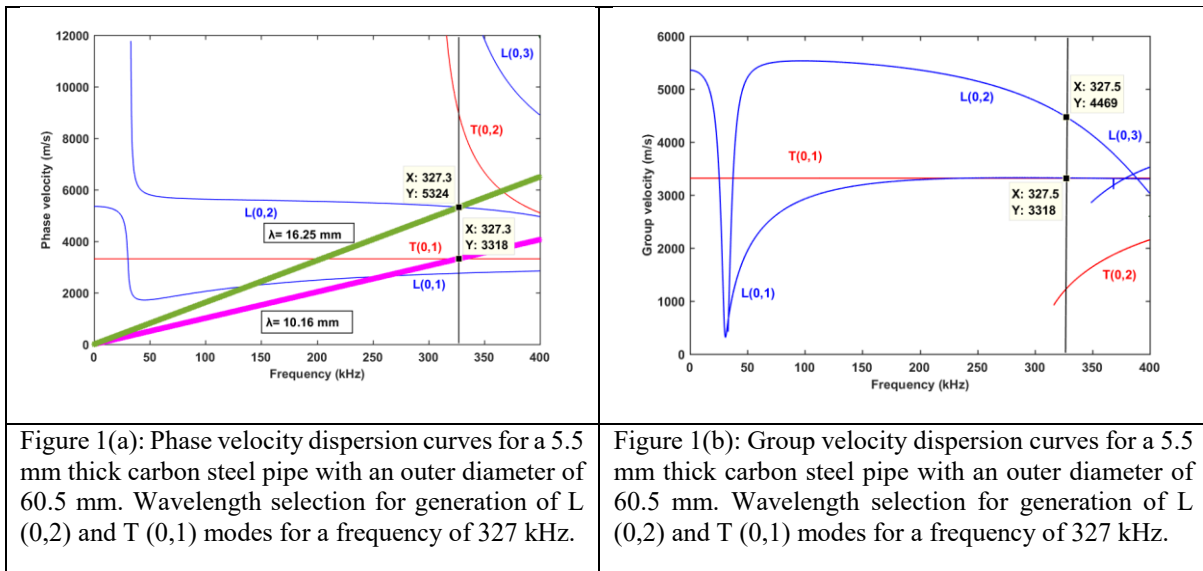 12000
10000
8000
6000
4000
2000
0
Phase velocity (m/s)
L(0,3)
T(0,2)
X: 327.3
Y: 5324
L(0,2)
λ= 16.25 mm
X: 327.3
Y: 3318
T(0,1)
L(0,1)
λ= 10.16 mm
0 50 100 150 200 250 300 350 400
Frequency (kHz)
Figure 1(a): Phase velocity dispersion curves for a 5.5
mm thick carbon steel pipe with an outer diameter of
60.5 mm. Wavelength selection for generation of L
(0,2) and T (0,1) modes for a frequency of 327 kHz.
6000
5000
4000
3000
2000
1000
0
Group velocity (m/s)
X: 327.5
Y: 4469
L(0,2)
L(0,3)
T(0,1)
X: 327.5
Y: 3318
L(0,1)
T(0,2)
0 50 100 150 200 250 300 350 400
Frequency (kHz)
Figure 1(b): Group velocity dispersion curves for a 5.5
mm thick carbon steel pipe with an outer diameter of
60.5 mm. Wavelength selection for generation of L
(0,2) and T (0,1) modes for a frequency of 327 kHz.